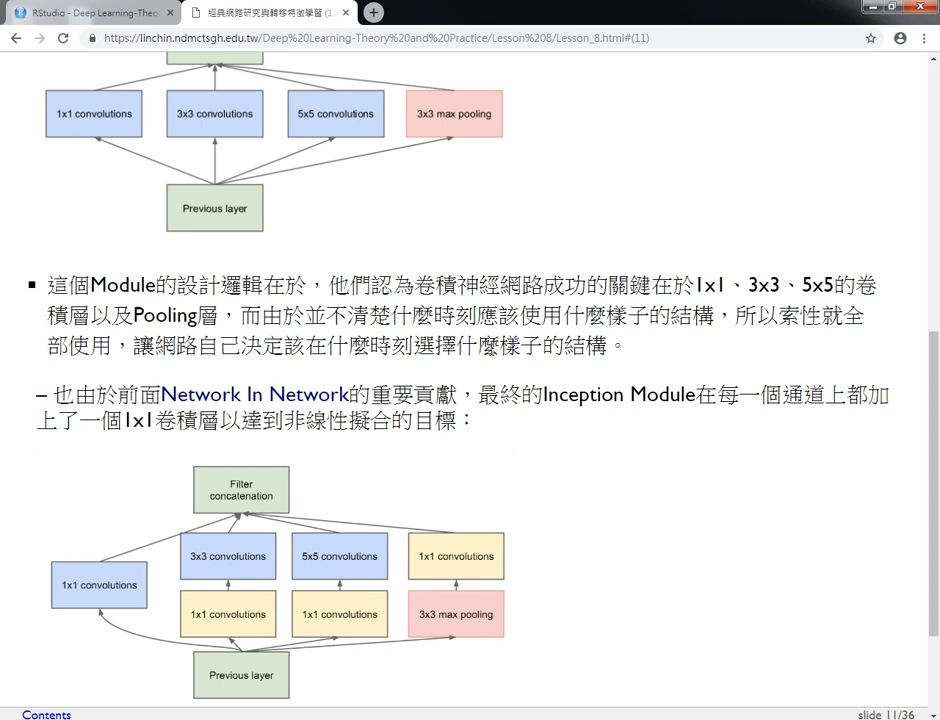 RStudio - Deep Learning-Theo
經典網路研究與轉移特徵學習 (1
https://linchin.ndmctsgh.edu.tw/Deep%20Learning-Theory%20and%20Practice/Lesson%208/Lesson_8.html#(11)
1x1 convolutions
3x3 convolutions
5x5 convolutions
3x3 max pooling
Previous layer
這個Module的設計邏輯在於，他們認為卷積神經網路成功的關鍵在於1x1、3x3、5x5的卷
積層以及Pooling層，而由於並不清楚什麼時刻應該使用什麼樣子的結構，所以索性就全
部使用，讓網路自己決定該在什麼時刻選擇什麼樣子的結構。
– 也由於前面Network In Network的重要貢獻，最終的Inception Module在每一個通道上都加
上了一個1x1卷積層以達到非線性擬合的目標：
Filter
concatenation
3x3 convolutions
5x5 convolutions
1x1 convolutions
1x1 convolutions
1x1 convolutions
1x1 convolutions
3x3 max pooling
Previous layer
Contents
slide 11/36